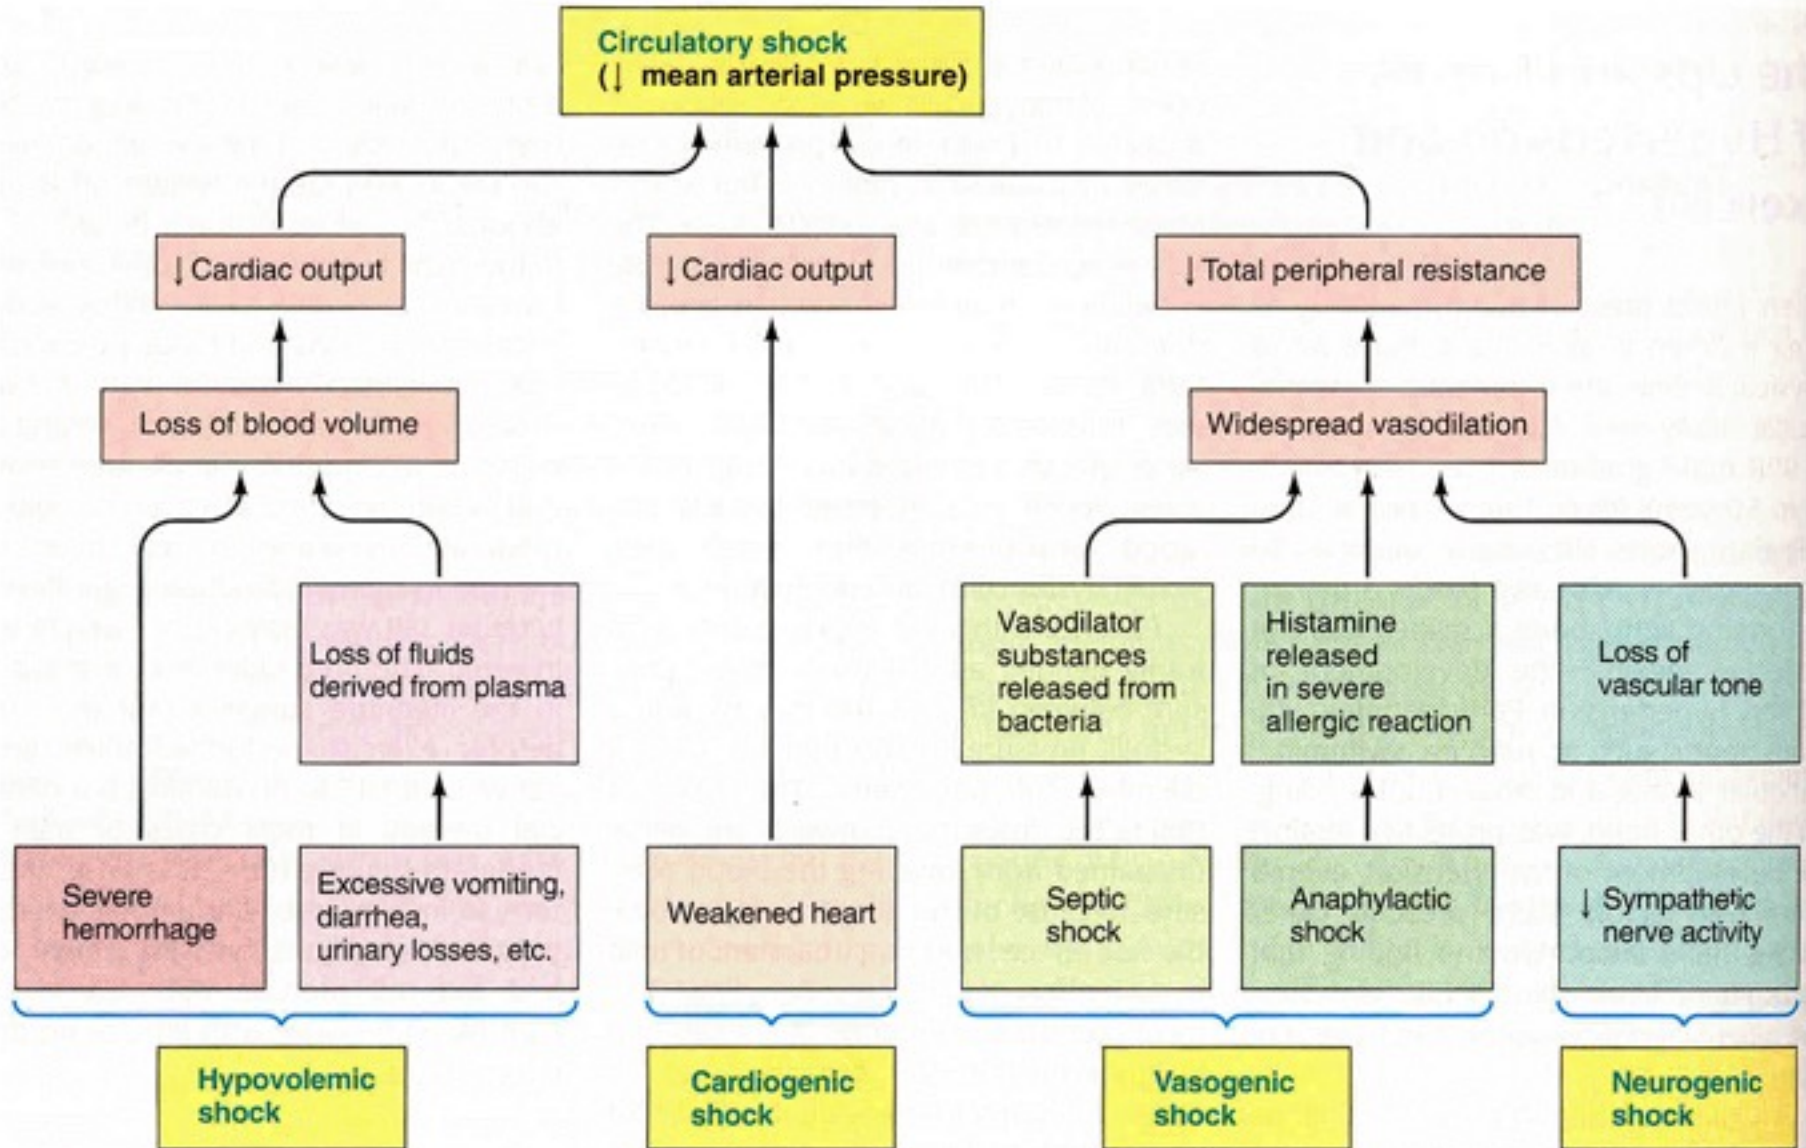 Circulatory shock
(↓ mean arterial pressure)
↓ Cardiac output
↓ Cardiac output
↓ Total peripheral resistance
Loss of blood volume
Widespread vasodilation
Loss of fluids
derived from plasma
Vasodilator
substances
released from
bacteria
Histamine
released
in severe
allergic reaction
Loss of
vascular tone
Severe
hemorrhage
Excessive vomiting,
diarrhea,
urinary losses, etc.
Weakened heart
Septic
shock
Anaphylactic
shock
↓ Sympathetic
nerve activity
Hypovolemic
shock
Cardiogenic
shock
Vasogenic
shock
Neurogenic
shock